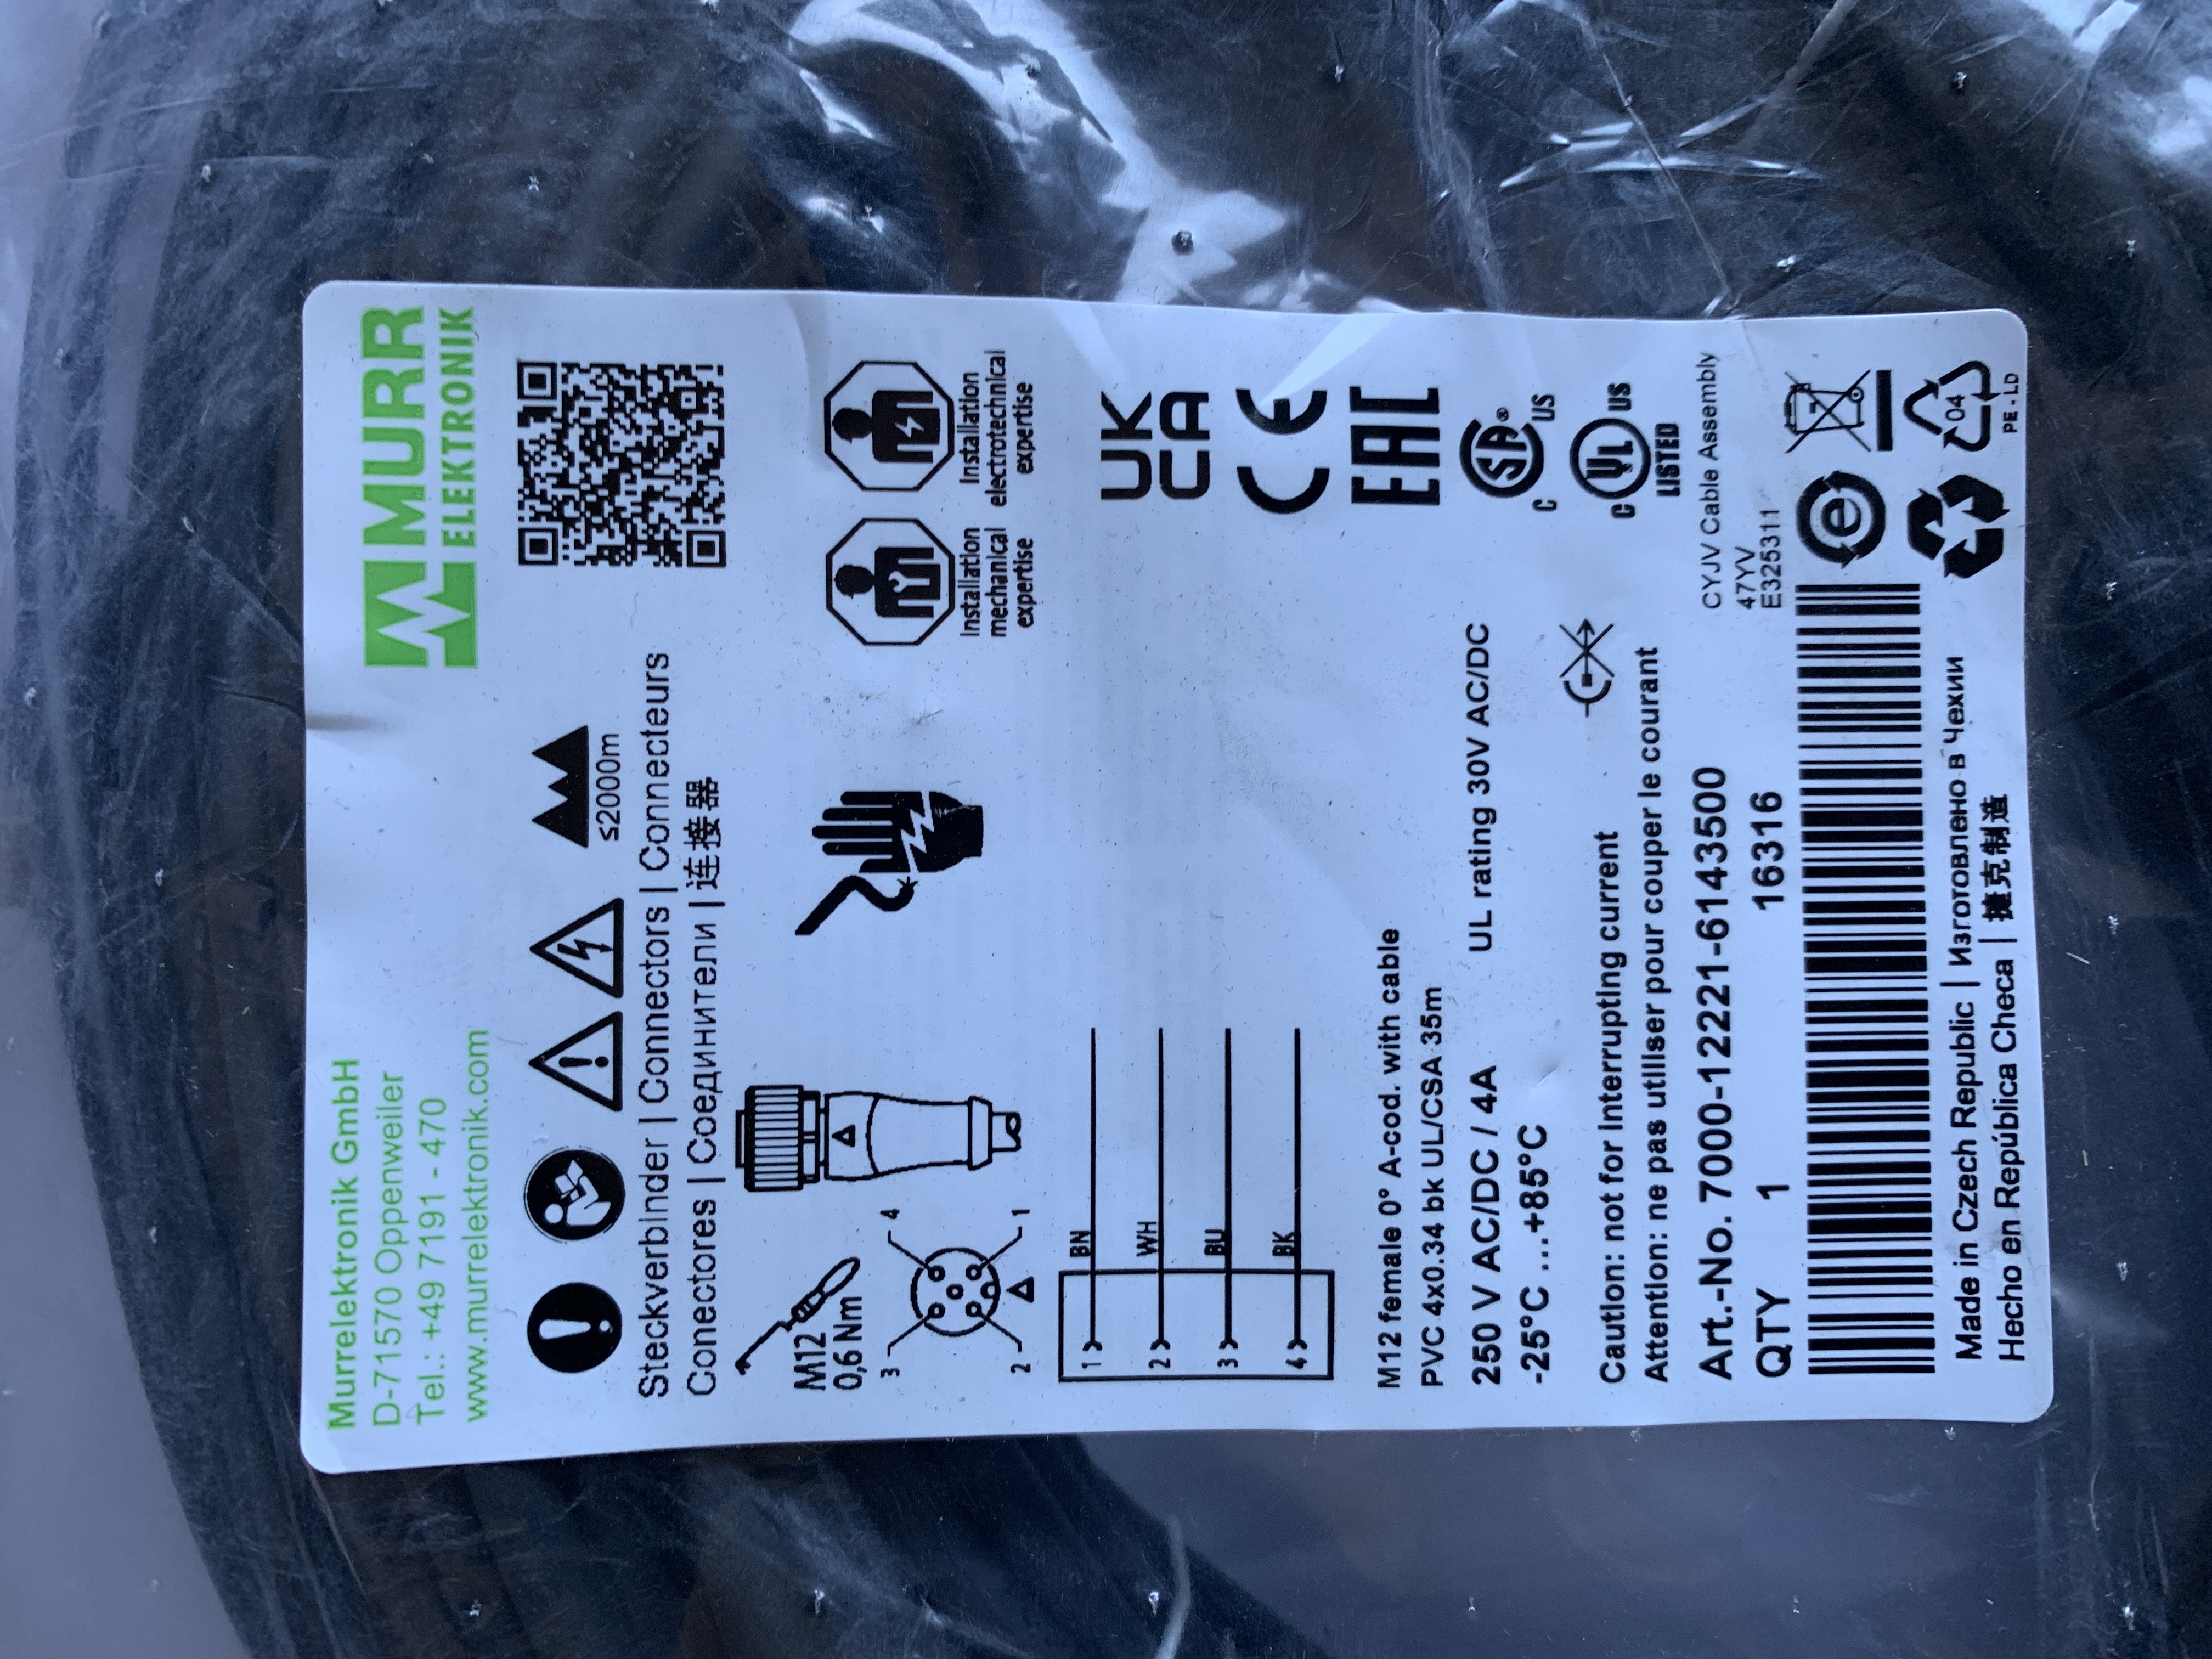 Murrelektronik GmbH
D-71570 Oppenweiler
Tel.: +49 7191 - 470
www.murrelektronik.com
MURR
ELEKTRONIK
≤2000m
Steckverbinder | Connectors | Connecteurs
Conectores | Соединители | 连接器
M12
0,6 Nm
3
4
2
1
Installation
mechanical
expertise
Installation
electrotechnical
expertise
1 BN
2 WH
3 BU
4 BK
UK
CA
CE
EAC
C SA® US
C UL US
LISTED
M12 female 0° A-cod. with cable
PVC 4x0.34 bk UL/CSA 35m
250 V AC/DC / 4A
UL rating 30V AC/DC
-25°C ...+85°C
Caution: not for interrupting current
Attention: ne pas utiliser pour couper le courant
CYJV Cable Assembly
47YV
E325311
Art.-No. 7000-12221-6143500
QTY 1 16316
Made in Czech Republic | Изготовлено в Чехии
Hecho en República Checa | 捷克制造
e
04
PE-LD